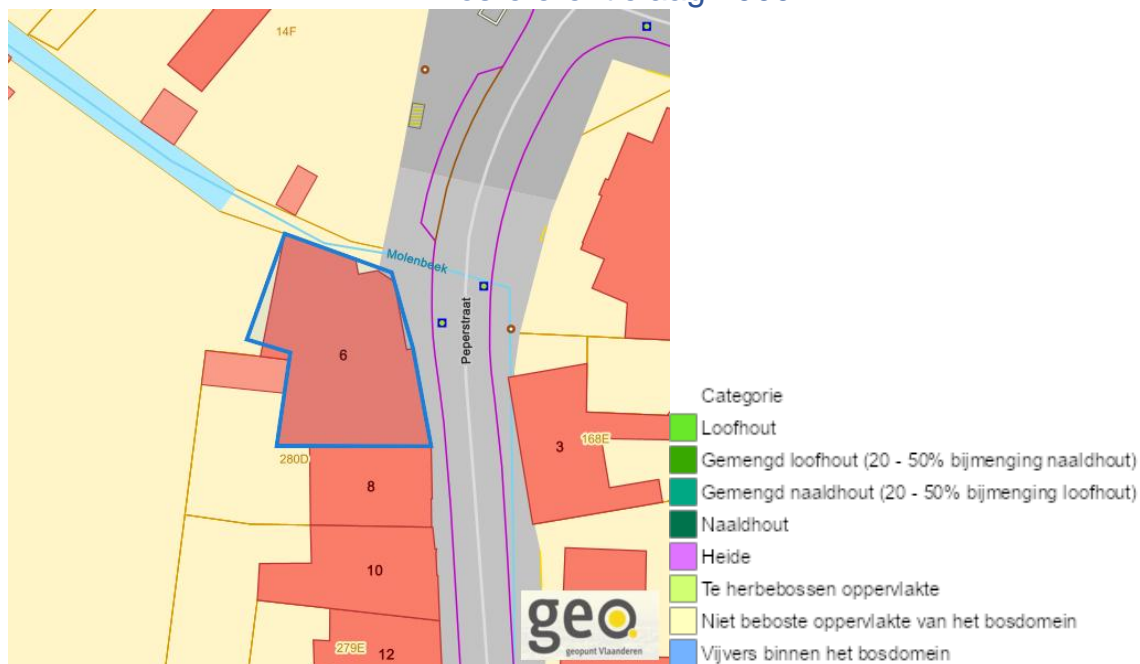 14F
Molenbeek
Peperstraat
6
3
168E
280D
8
10
279E
12
geo.
geopunt Vlaanderen
Categorie
Loofhout
Gemengd loofhout (20 - 50% bijmenging naaldhout)
Gemengd naaldhout (20 - 50% bijmenging loofhout)
Naaldhout
Heide
Te herbebossen oppervlakte
Niet beboste oppervlakte van het bosdomein
Vijvers binnen het bosdomein